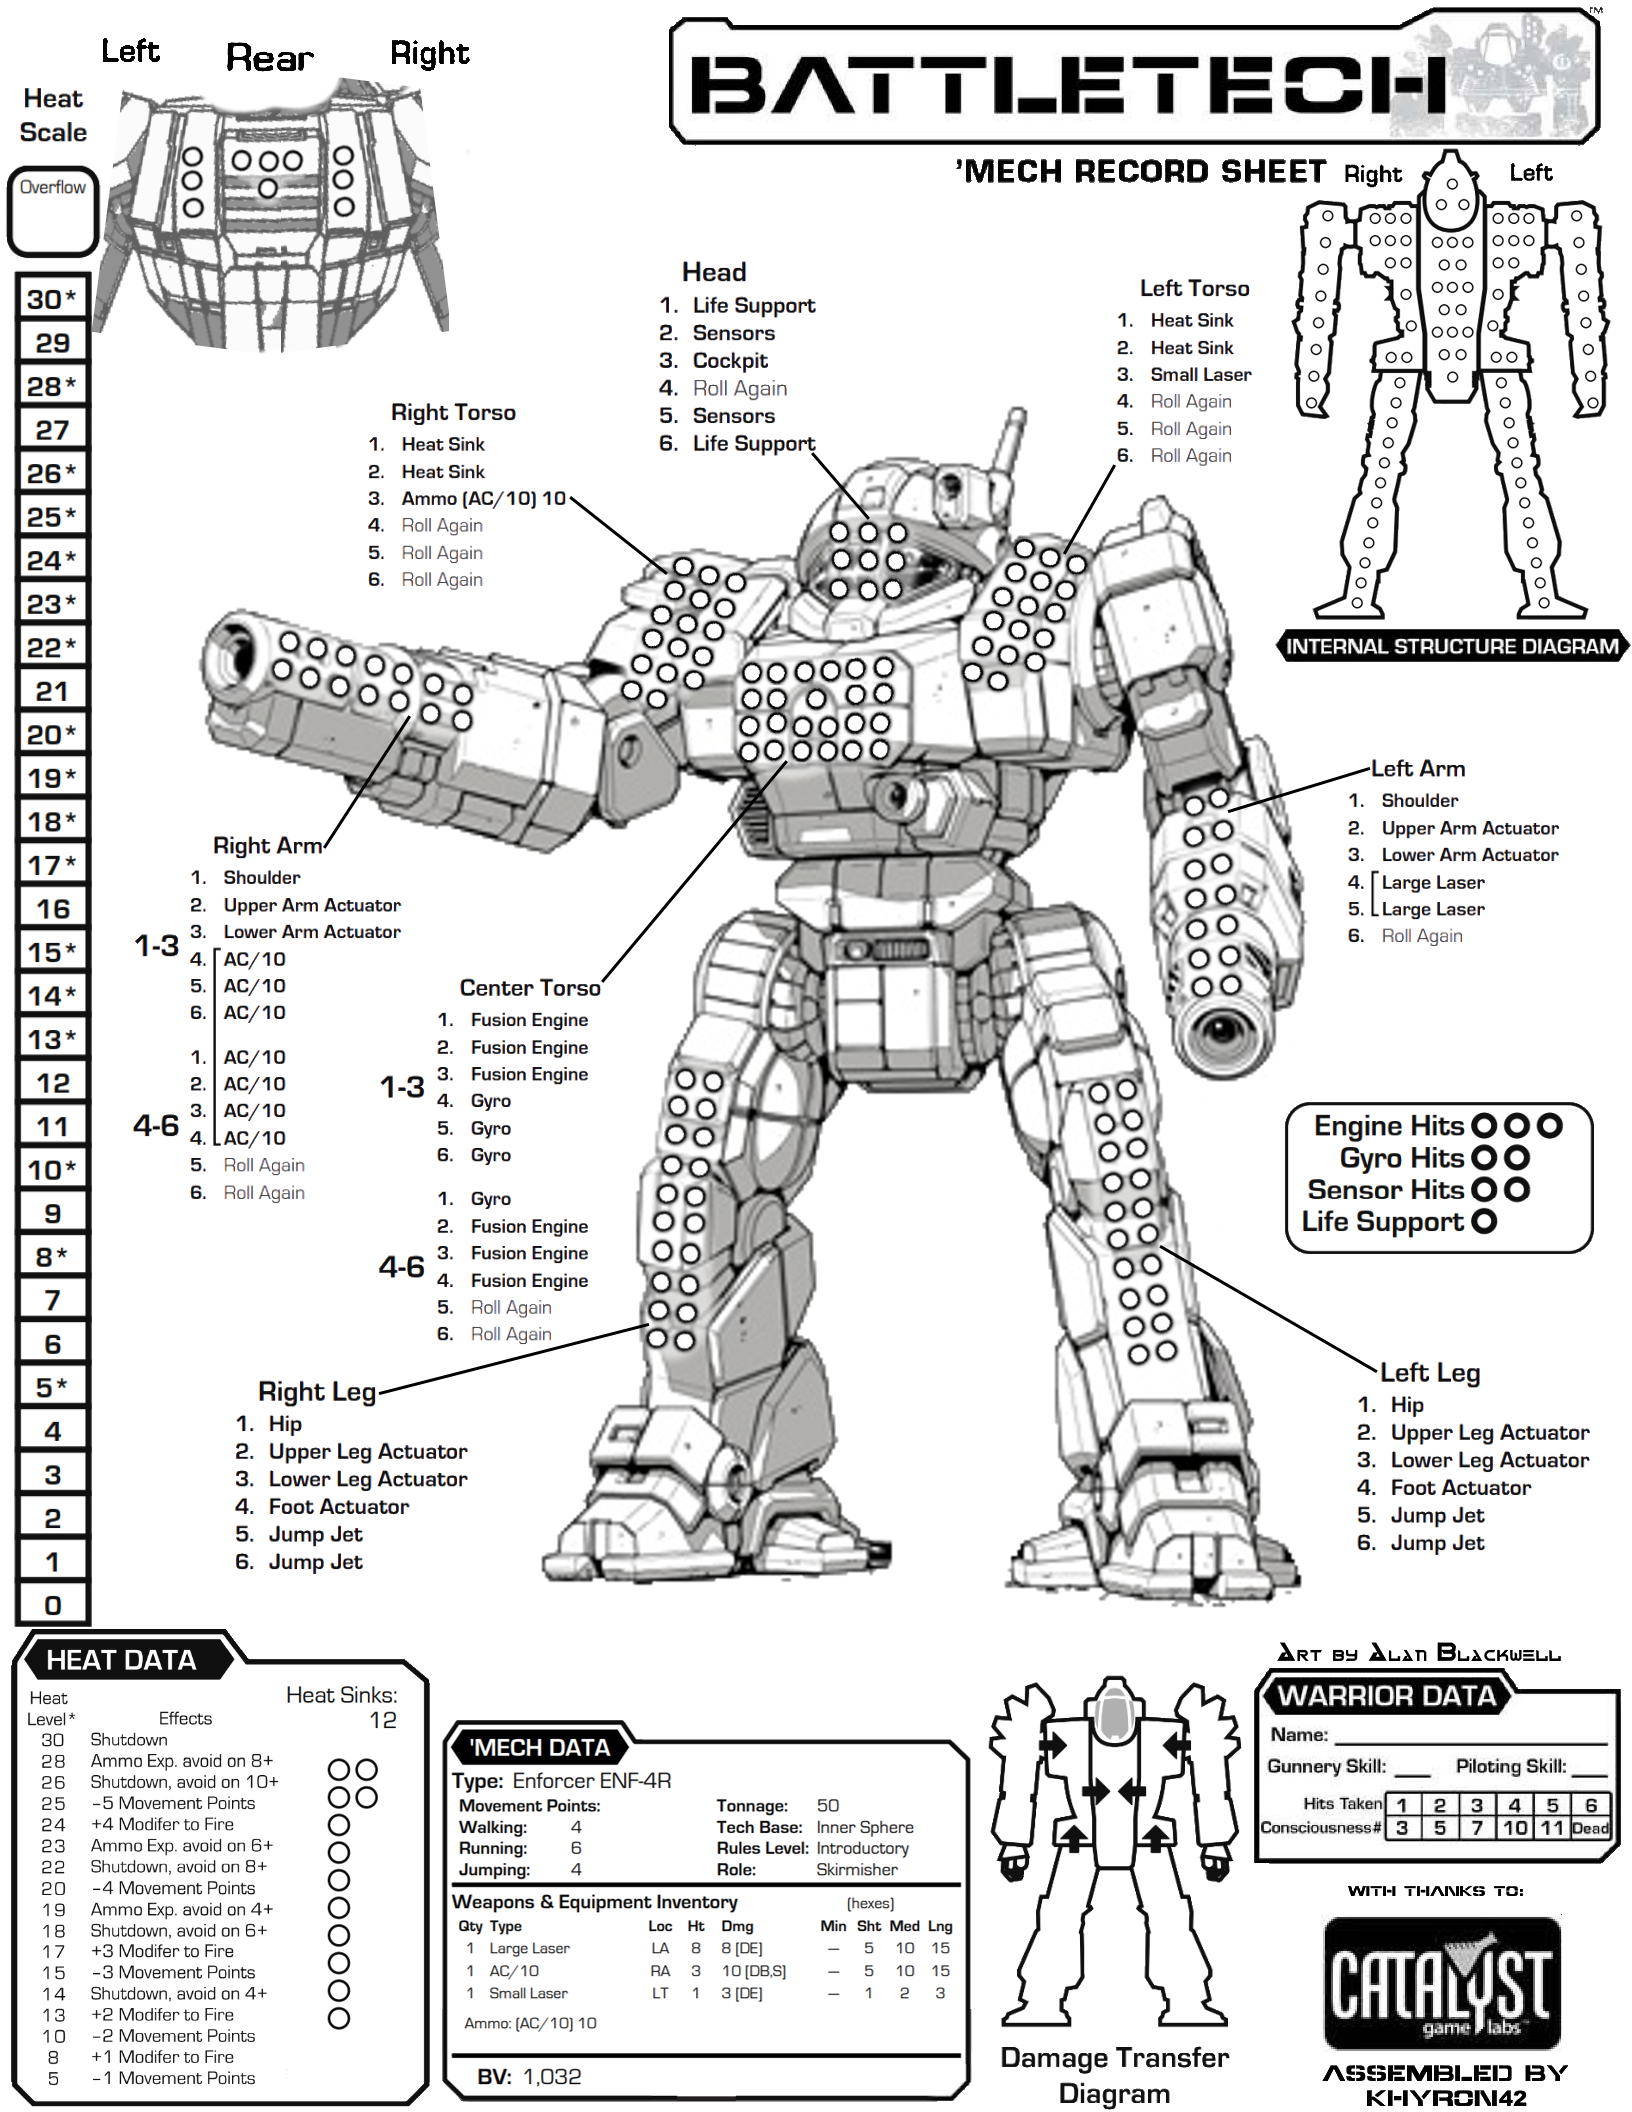 Left Rear Right
BATTLETECH™
'MECH RECORD SHEET
Right Left
Heat
Scale
Overflow
30*
29
28*
27
26*
25*
24*
23*
22*
21
20*
19*
18*
17*
16
15*
14*
13*
12
11
10*
9
8*
7
6
5*
4
3
2
1
0
Head
1. Life Support
2. Sensors
3. Cockpit
4. Roll Again
5. Sensors
6. Life Support
Left Torso
1. Heat Sink
2. Heat Sink
3. Small Laser
4. Roll Again
5. Roll Again
6. Roll Again
Right Torso
1. Heat Sink
2. Heat Sink
3. Ammo (AC/10) 10
4. Roll Again
5. Roll Again
6. Roll Again
INTERNAL STRUCTURE DIAGRAM
Left Arm
1. Shoulder
2. Upper Arm Actuator
3. Lower Arm Actuator
4. Large Laser
5. Large Laser
6. Roll Again
Right Arm
1. Shoulder
2. Upper Arm Actuator
3. Lower Arm Actuator
1-3
4. AC/10
5. AC/10
6. AC/10
1. AC/10
2. AC/10
3. AC/10
4-6
4. AC/10
5. Roll Again
6. Roll Again
Center Torso
1. Fusion Engine
2. Fusion Engine
1-3
3. Fusion Engine
4. Gyro
5. Gyro
6. Gyro
1. Gyro
2. Fusion Engine
3. Fusion Engine
4-6
4. Fusion Engine
5. Roll Again
6. Roll Again
Engine Hits
Gyro Hits
Sensor Hits
Life Support
Right Leg
1. Hip
2. Upper Leg Actuator
3. Lower Leg Actuator
4. Foot Actuator
5. Jump Jet
6. Jump Jet
Left Leg
1. Hip
2. Upper Leg Actuator
3. Lower Leg Actuator
4. Foot Actuator
5. Jump Jet
6. Jump Jet
HEAT DATA
Heat Sinks:
12
Heat
Level* Effects
30 Shutdown
28 Ammo Exp. avoid on 8+
26 Shutdown, avoid on 10+
25 -5 Movement Points
24 +4 Modifer to Fire
23 Ammo Exp. avoid on 6+
22 Shutdown, avoid on 8+
20 -4 Movement Points
19 Ammo Exp. avoid on 4+
18 Shutdown, avoid on 6+
17 +3 Modifer to Fire
15 -3 Movement Points
14 Shutdown, avoid on 4+
13 +2 Modifer to Fire
10 -2 Movement Points
8 +1 Modifer to Fire
5 -1 Movement Points
'MECH DATA
Type: Enforcer ENF-4R
Movement Points: Tonnage: 50
Walking: 4 Tech Base: Inner Sphere
Running: 6 Rules Level: Introductory
Jumping: 4 Role: Skirmisher
Weapons & Equipment Inventory (hexes)
Qty Type Loc Ht Dmg Min Sht Med Lng
1 Large Laser LA 8 8 [DE] — 5 10 15
1 AC/10 RA 3 10 [DB,S] — 5 10 15
1 Small Laser LT 1 3 [DE] — 1 2 3
Ammo: (AC/10) 10
BV: 1,032
Damage Transfer
Diagram
Art by Alan Blackwell
WARRIOR DATA
Name:
Gunnery Skill: Piloting Skill:
Hits Taken 1 2 3 4 5 6
Consciousness# 3 5 7 10 11 Dead
WITH THANKS TO:
CATALYST
game labs™
ASSEMBLED BY
KHYRON42